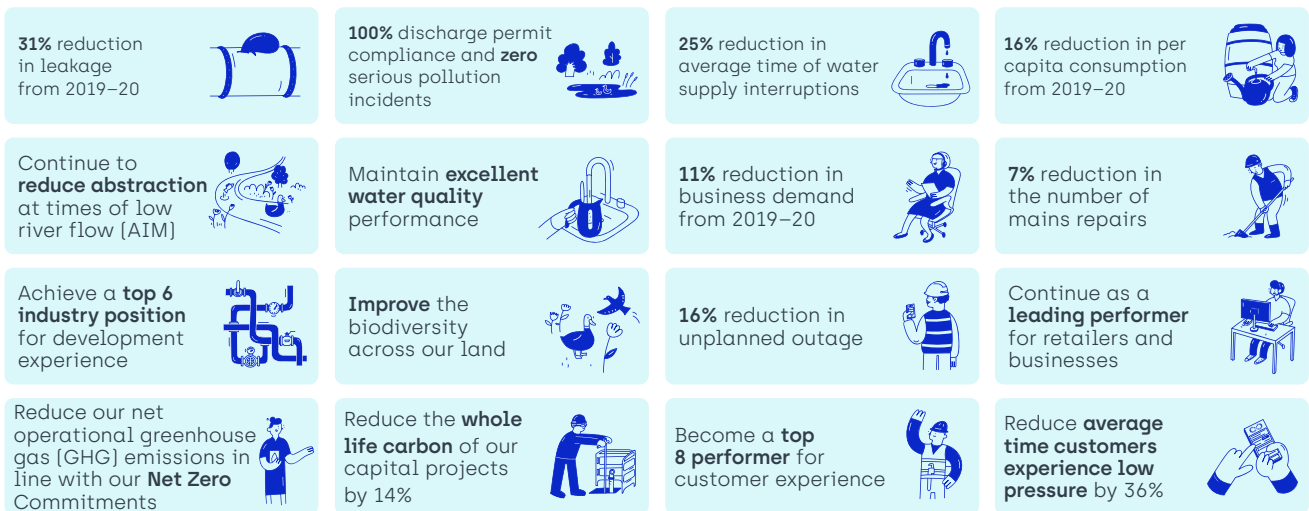 31% reduction
in leakage
from 2019–20
100% discharge permit
compliance and zero
serious pollution
incidents
25% reduction in
average time of water
supply interruptions
16% reduction in per
capita consumption
from 2019–20
Continue to
reduce abstraction
at times of low
river flow (AIM)
Maintain excellent
water quality
performance
11% reduction in
business demand
from 2019–20
7% reduction in
the number of
mains repairs
Achieve a top 6
industry position
for development
experience
Improve the
biodiversity
across our land
16% reduction in
unplanned outage
Continue as a
leading performer
for retailers and
businesses
Reduce our net
operational greenhouse
gas (GHG) emissions in
line with our Net Zero
Commitments
Reduce the whole
life carbon of our
capital projects
by 14%
Become a top
8 performer for
customer experience
Reduce average
time customers
experience low
pressure by 36%